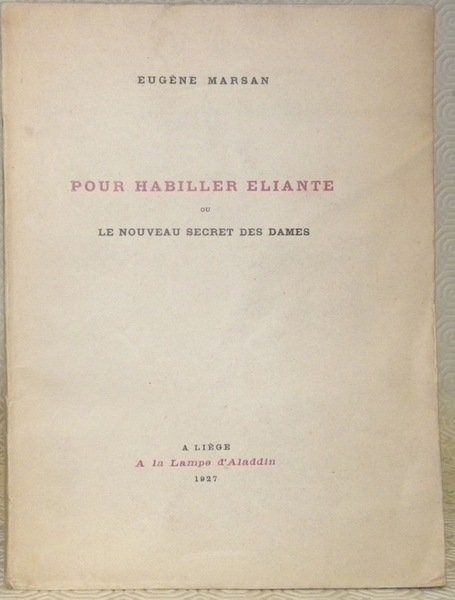 EUGÈNE MARSAN
POUR HABILLER ELIANTE
OU
LE NOUVEAU SECRET DES DAMES
A LIÈGE
A la Lampe d'Aladdin
1927